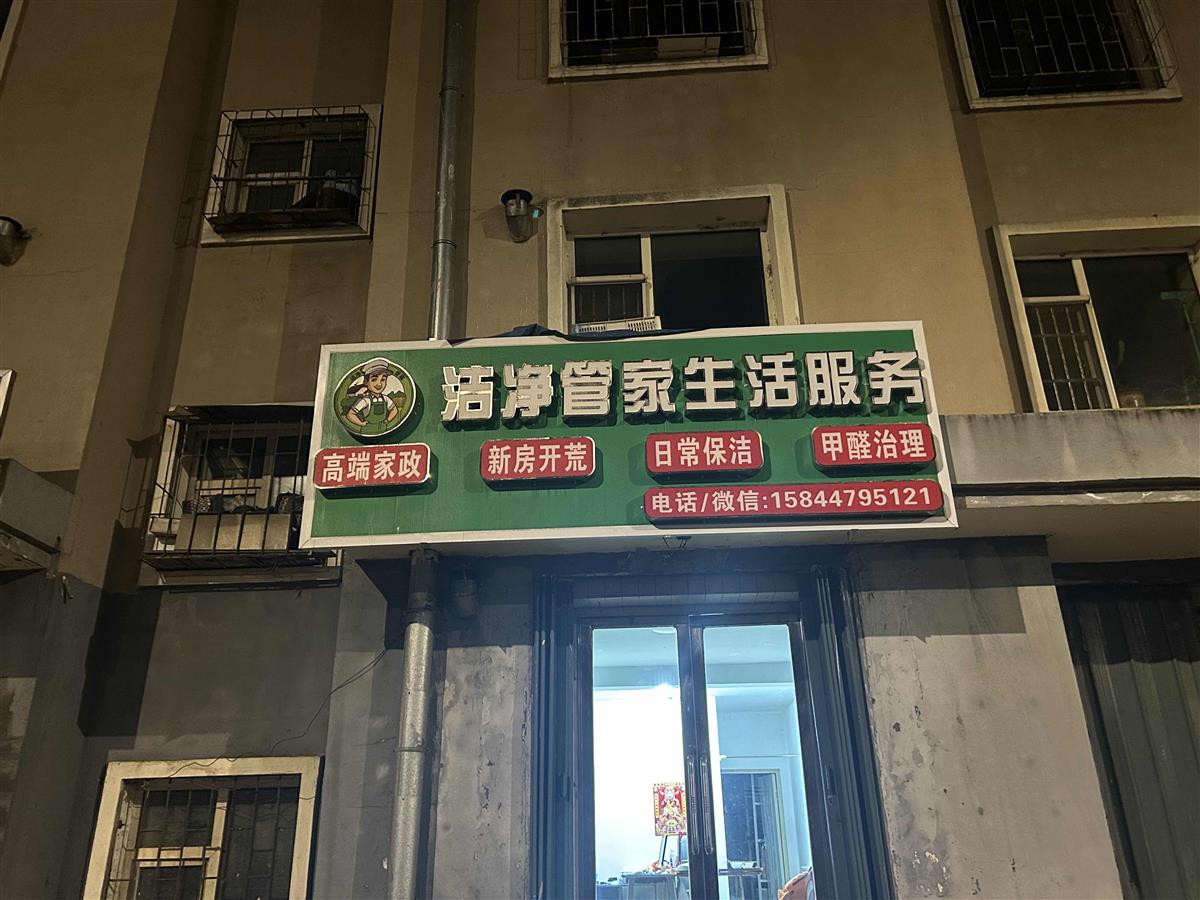 洁净管家生活服务
高端家政 新房开荒 日常保洁 甲醛治理
电话/微信:15844795121